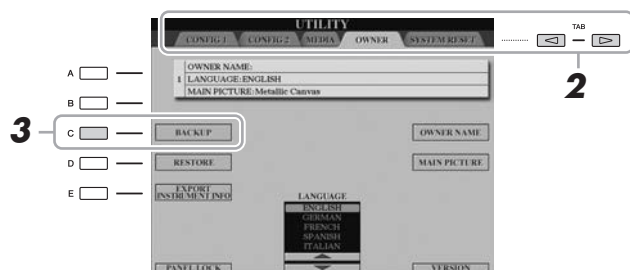 UTILITY
CONFIG 1 CONFIG 2 MEDIA OWNER SYSTEM RESET
TAB
2
OWNER NAME:
1 LANGUAGE:ENGLISH
MAIN PICTURE:Metallic Canvas
A
B
3 C BACKUP OWNER NAME
D RESTORE MAIN PICTURE
E EXPORT
INSTRUMENT INFO
LANGUAGE
ENGLISH
GERMAN
FRENCH
SPANISH
ITALIAN
PANEL LOCK VERSION